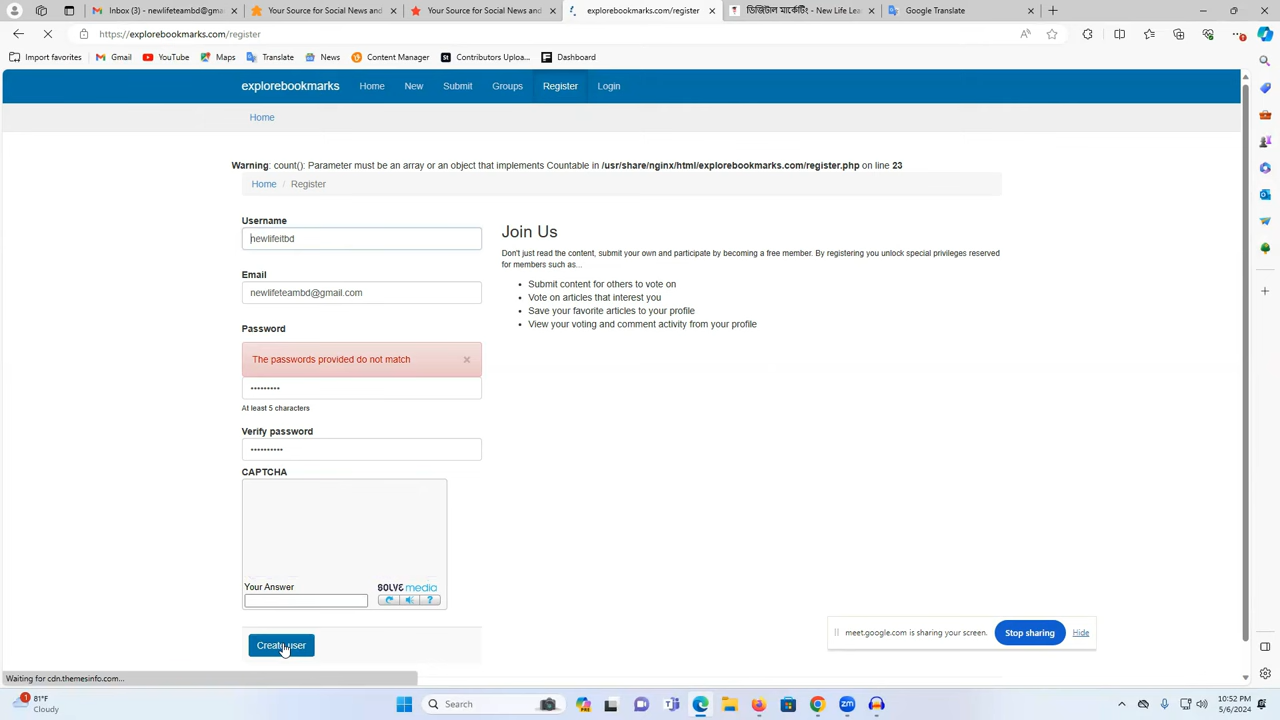 Inbox (3) - newlifeteambd@gm
Four for Social News and
Four for Social News and
explorebookmarks.com/register
ডিজিটাল মার্কেটিং - New Life Lea
Google Translate
https://explorebookmarks.com/register
Import favorites
Gmail
YouTube
Maps
Translate
News
Content Manager
Contributors Uploa...
Dashboard
explorebookmarks
Home
New
Submit
Groups
Register
Login
Home
Warning: count(): Parameter must be an array or an object that implements Countable in /usr/share/nginx/html/explorebookmarks.com/register.php on line 23
Home / Register
Username
newlifeitbd
Email
newlifeteambd@gmail.com
Password
The passwords provided do not match ×
•••••••••
At least 5 characters
Verify password
••••••••••
CAPTCHA
Your Answer
SOLVE media
?
Create user
Join Us
Don't just read the content, submit your own and participate by becoming a free member. By registering you unlock special privileges reserved
for members such as...
• Submit content for others to vote on
• Vote on articles that interest you
• Save your favorite articles to your profile
• View your voting and comment activity from your profile
meet.google.com is sharing your screen.
Stop sharing
Hide
Waiting for cdn.themesinfo.com...
1
81°F
Cloudy
Search
zm
10:52 PM
5/6/2024